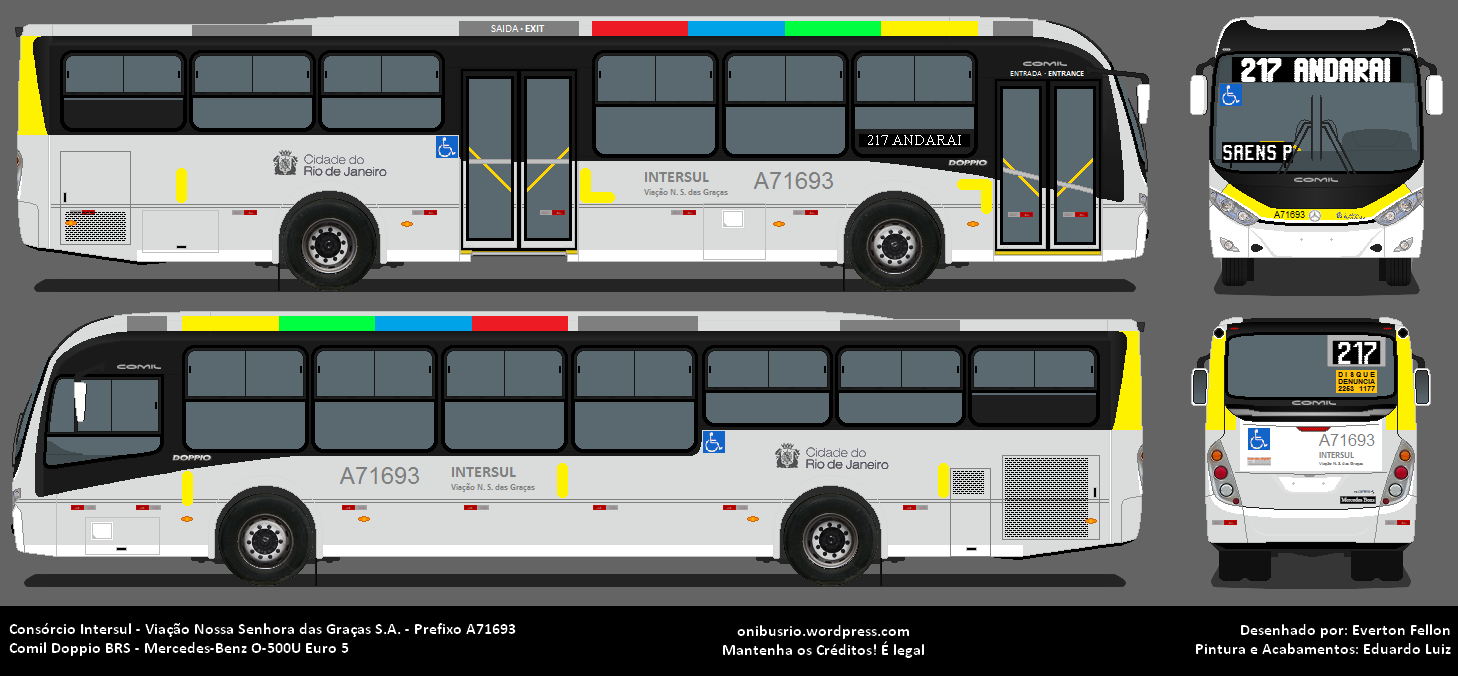 SAIDA · EXIT
COMIL
ENTRADA · ENTRANCE
217 ANDARAI
DOPPIO
Cidade do
Rio de Janeiro
INTERSUL
Viação N. S. das Graças
A71693
217 ANDARAI
SAENS P
COMIL
A71693
COMIL
DOPPIO
A71693
INTERSUL
Viação N. S. das Graças
Cidade do
Rio de Janeiro
217
DISQUE
DENUNCIA
2253 1177
COMIL
A71693
INTERSUL
Viação N. S. das Graças
Mercedes-Benz
Consórcio Intersul - Viação Nossa Senhora das Graças S.A. - Prefixo A71693
Comil Doppio BRS - Mercedes-Benz O-500U Euro 5
onibusrio.wordpress.com
Mantenha os Créditos! É legal
Desenhado por: Everton Fellon
Pintura e Acabamentos: Eduardo Luiz